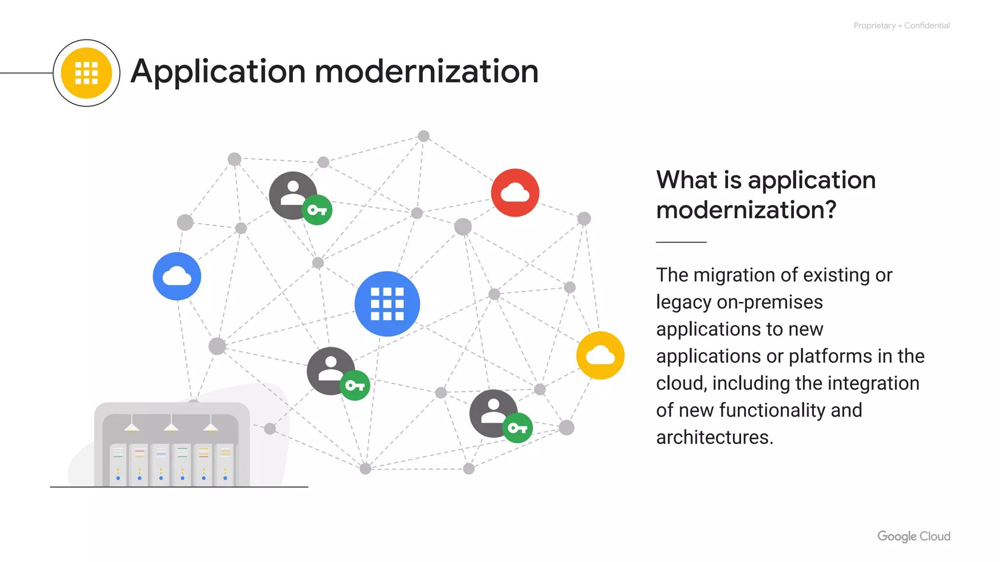 Proprietary + Confidential
Application modernization
What is application
modernization?
The migration of existing or
legacy on-premises
applications to new
applications or platforms in the
cloud, including the integration
of new functionality and
architectures.
Google Cloud